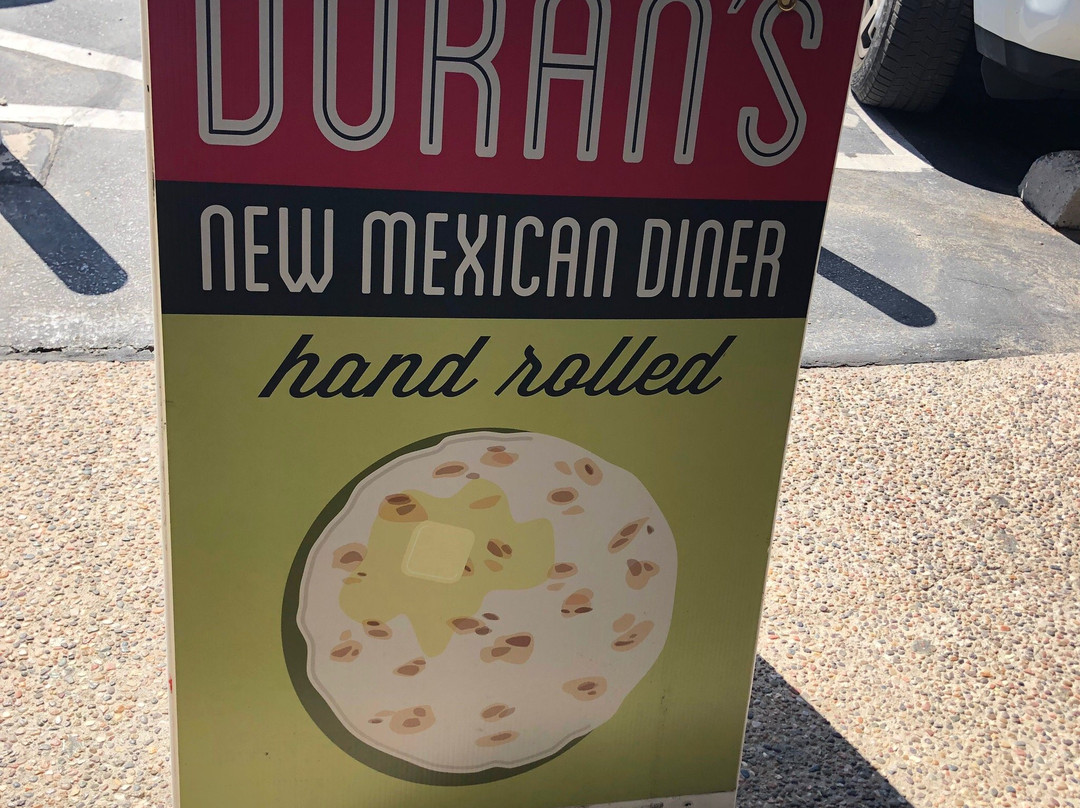 DURAN'S
NEW MEXICAN DINER
hand rolled